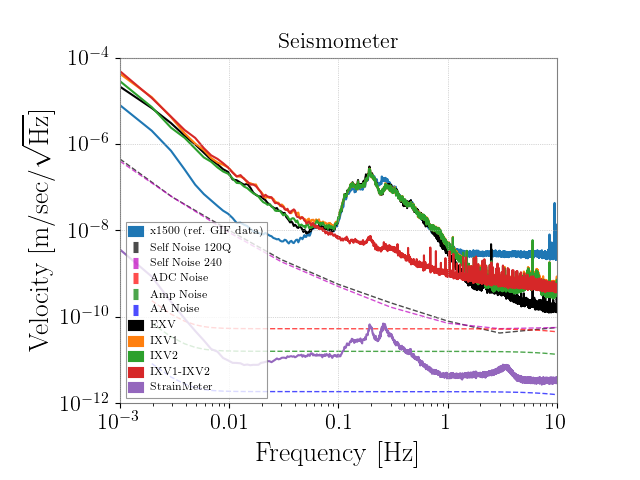 Seismometer
Velocity [m/sec/√Hz]
10⁻⁴
10⁻⁶
10⁻⁸
10⁻¹⁰
10⁻¹²
x1500 (ref. GIF data)
Self Noise 120Q
Self Noise 240
ADC Noise
Amp Noise
AA Noise
EXV
IXV1
IXV2
IXV1-IXV2
StrainMeter
10⁻³ 0.01 0.1 1 10
Frequency [Hz]